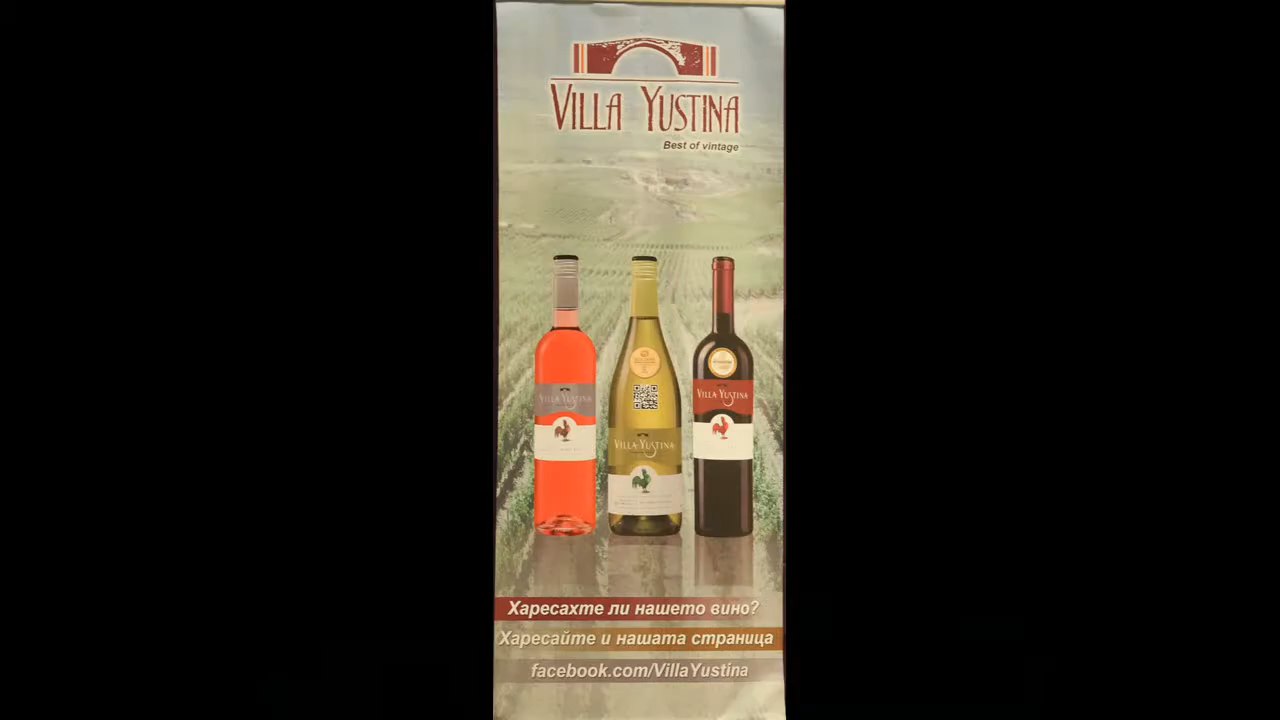 VILLA YUSTINA
Best of vintage
VILLA YUSTINA
VILLA YUSTINA
VILLA YUSTINA
Харесахте ли нашето вино?
Харесайте и нашата страница
facebook.com/VillaYustina